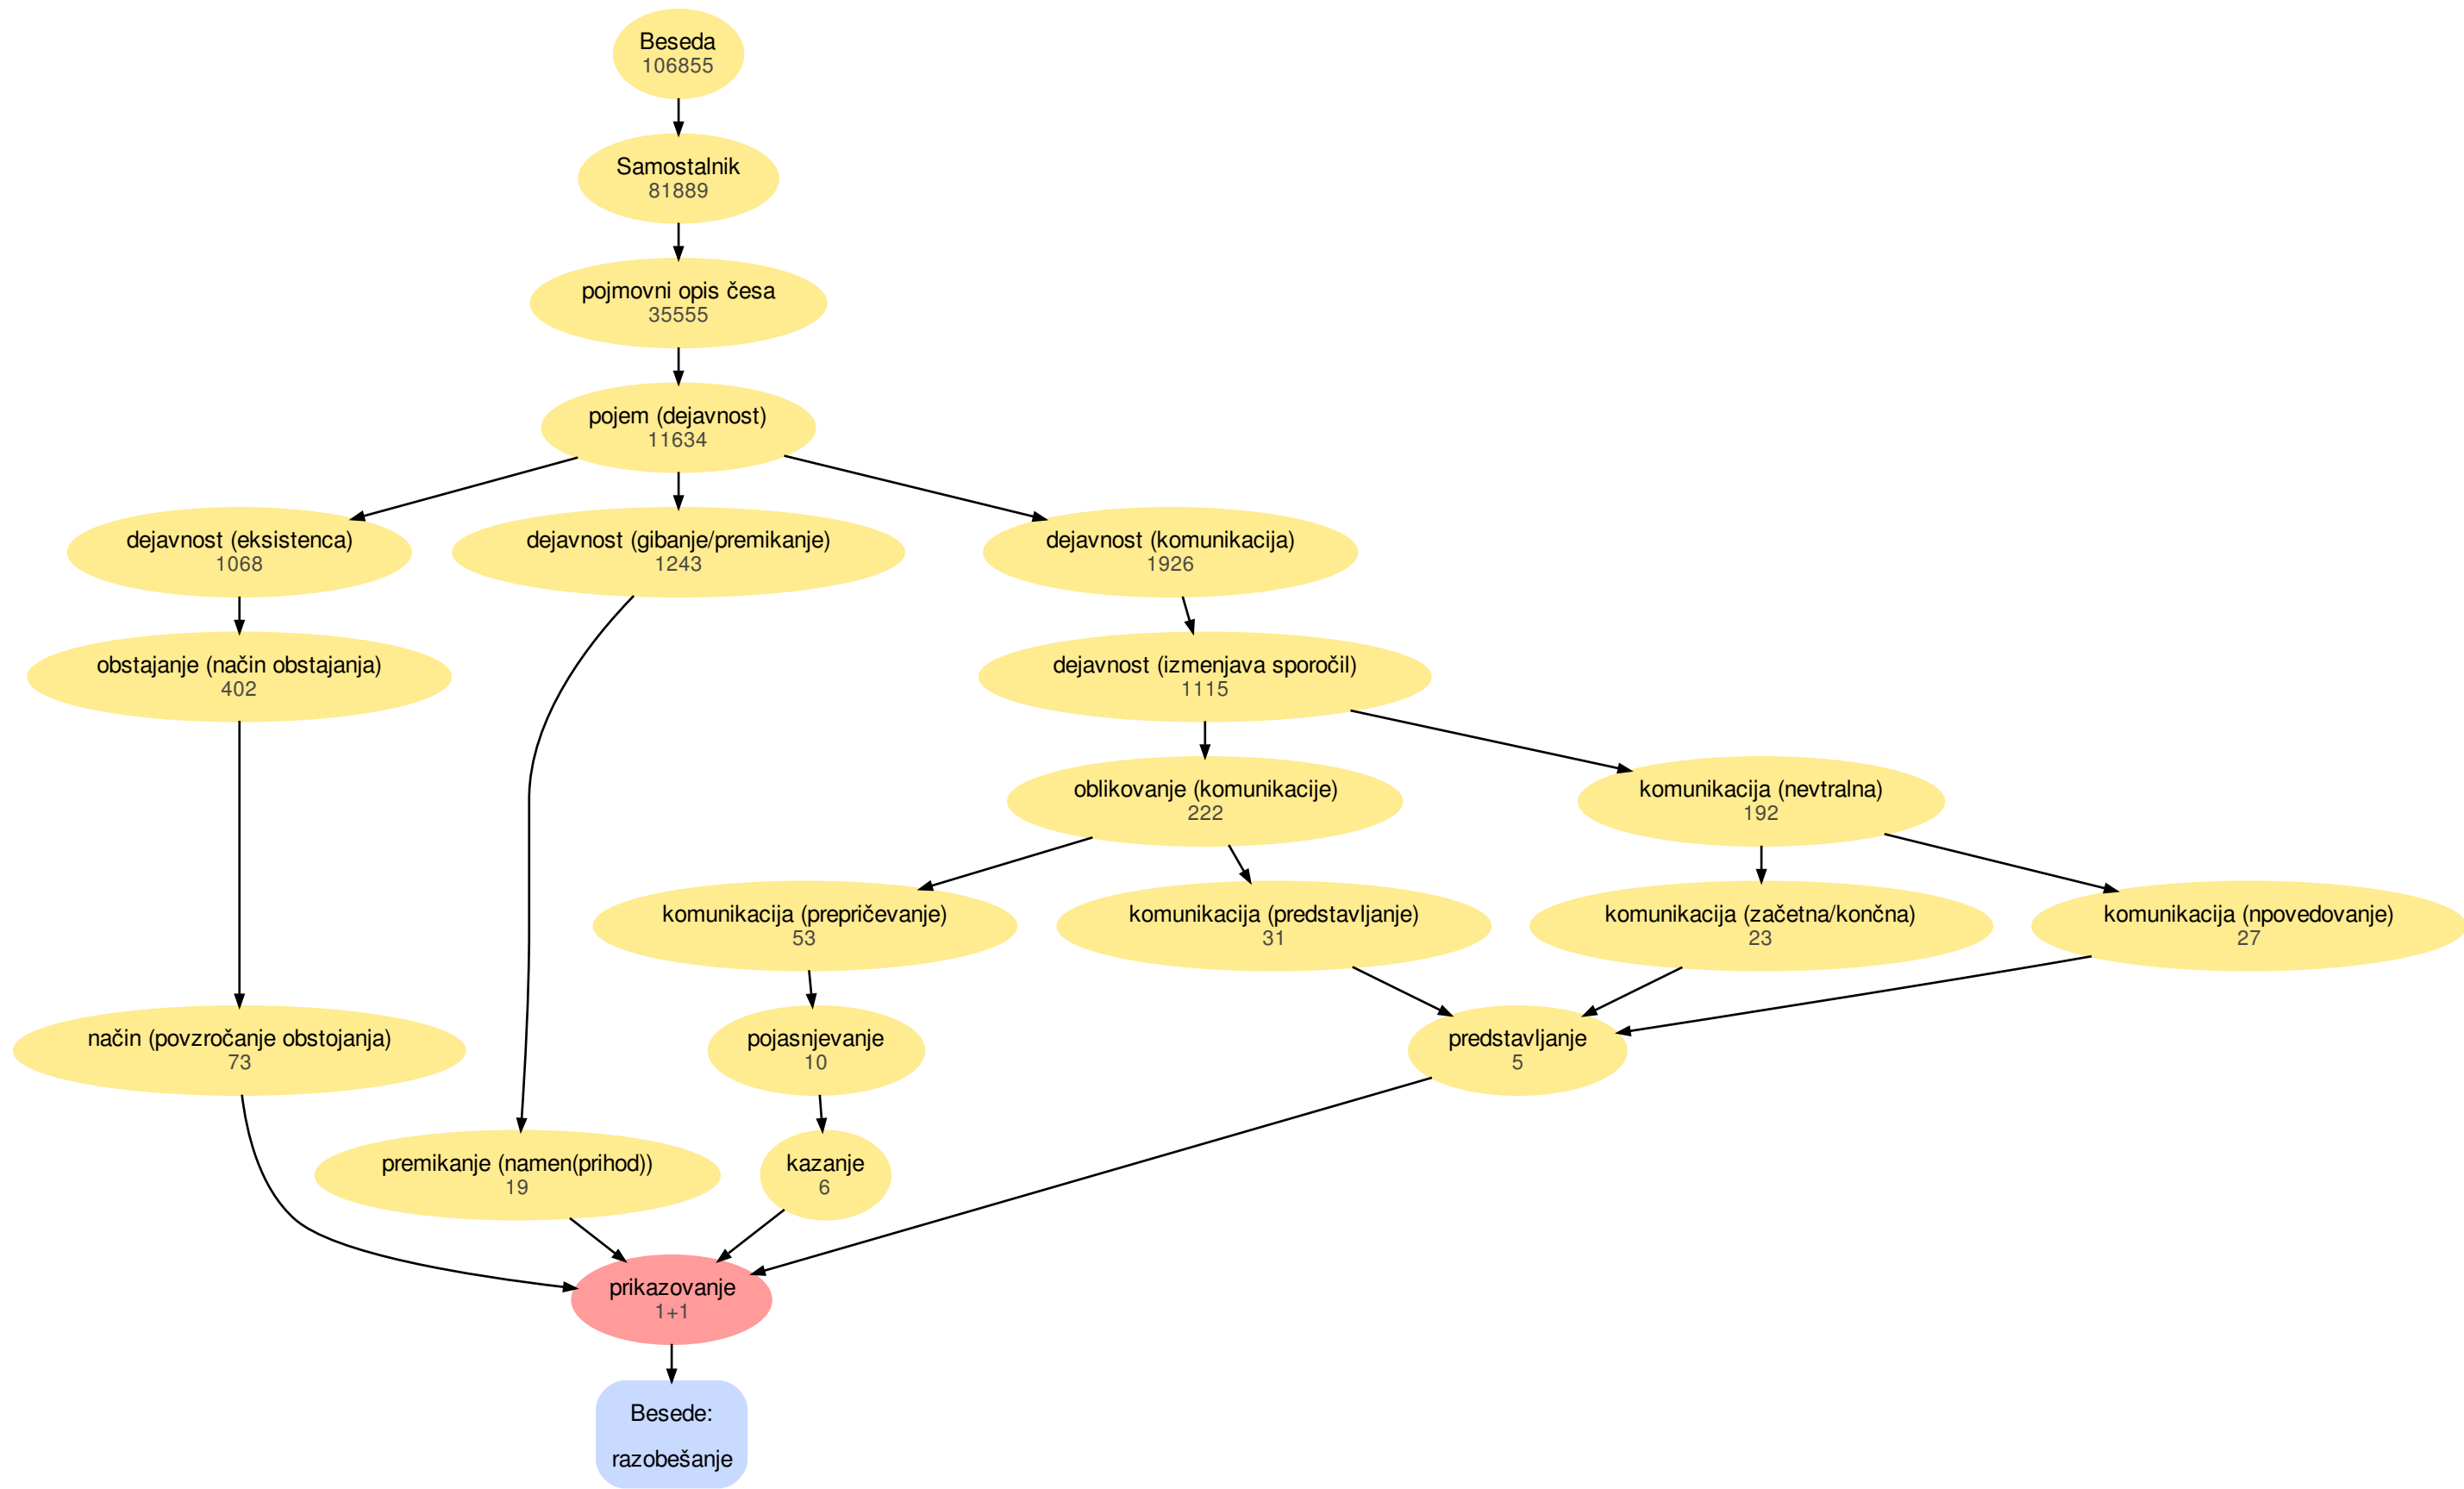 Beseda
106855
Samostalnik
81889
pojmovni opis česa
35555
pojem (dejavnost)
11634
dejavnost (eksistenca)
1068
dejavnost (gibanje/premikanje)
1243
dejavnost (komunikacija)
1926
obstajanje (način obstajanja)
402
dejavnost (izmenjava sporočil)
1115
oblikovanje (komunikacije)
222
komunikacija (nevtralna)
192
komunikacija (prepričevanje)
53
komunikacija (predstavljanje)
31
komunikacija (začetna/končna)
23
komunikacija (npovedovanje)
27
način (povzročanje obstojanja)
73
pojasnjevanje
10
predstavljanje
5
premikanje (namen(prihod))
19
kazanje
6
prikazovanje
1+1
Besede:
razobešanje